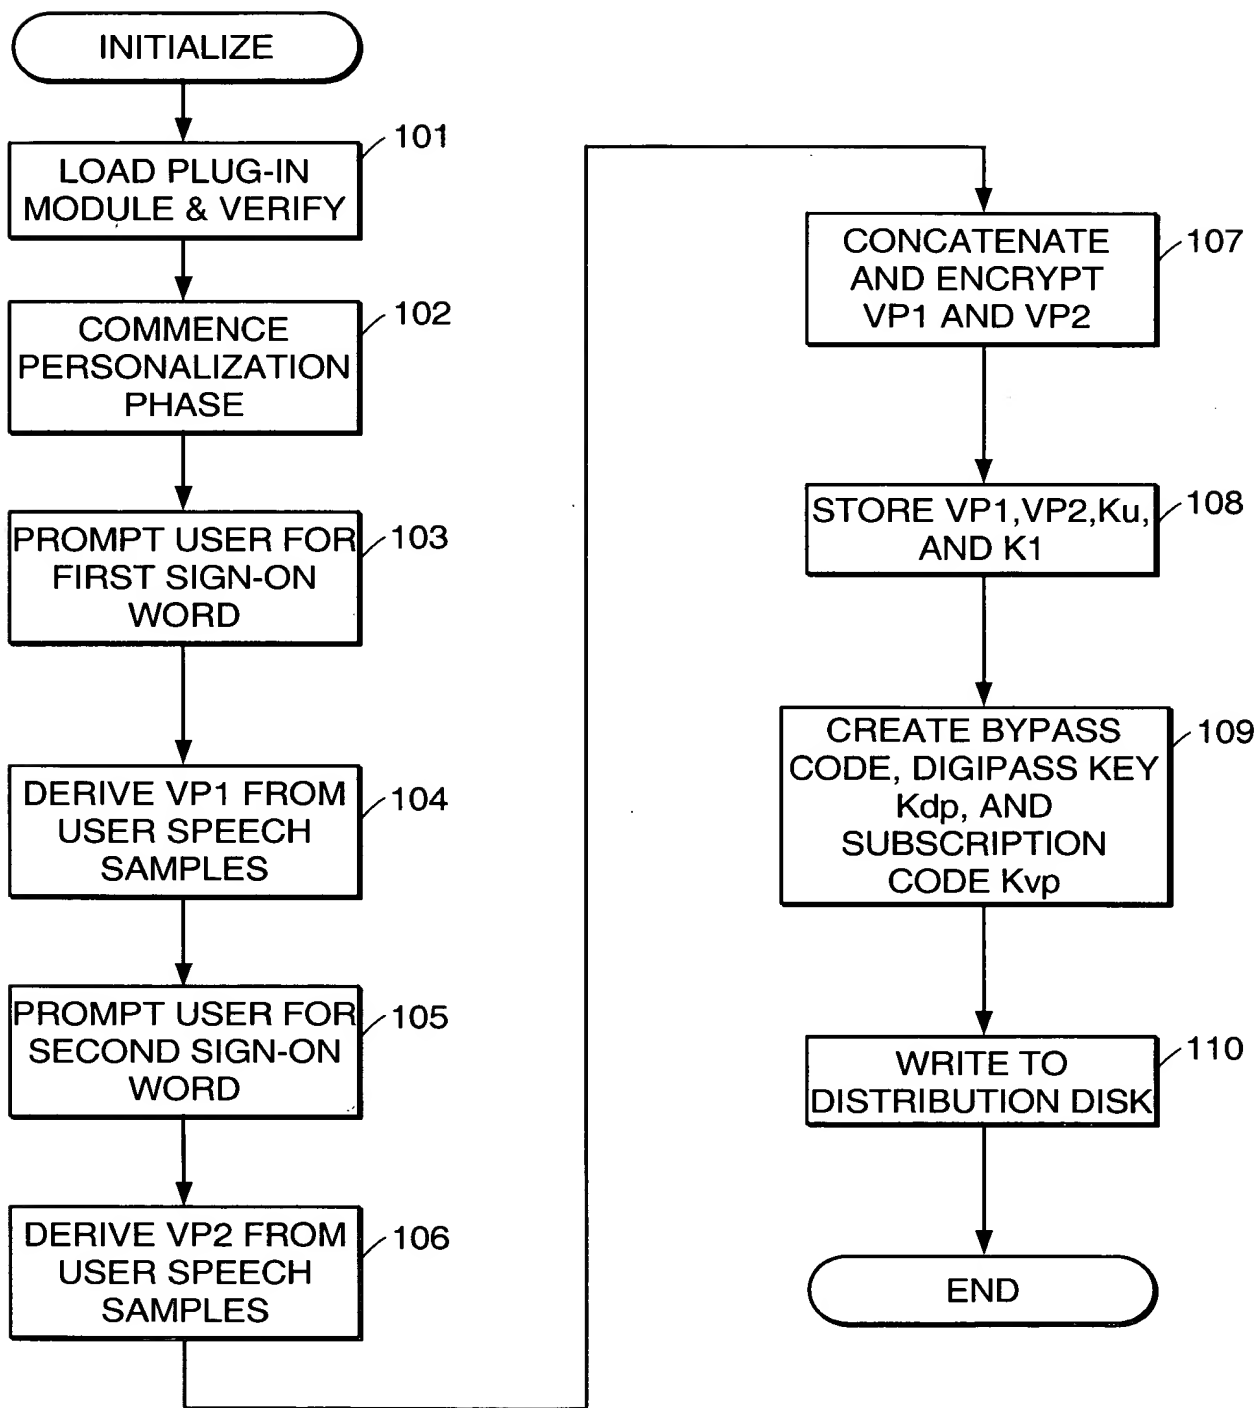 INITIALIZE
101
LOAD PLUG-IN
MODULE & VERIFY
102
COMMENCE
PERSONALIZATION
PHASE
103
PROMPT USER FOR
FIRST SIGN-ON
WORD
104
DERIVE VP1 FROM
USER SPEECH
SAMPLES
105
PROMPT USER FOR
SECOND SIGN-ON
WORD
106
DERIVE VP2 FROM
USER SPEECH
SAMPLES
107
CONCATENATE
AND ENCRYPT
VP1 AND VP2
108
STORE VP1,VP2,Ku,
AND K1
109
CREATE BYPASS
CODE, DIGIPASS KEY
Kdp, AND
SUBSCRIPTION
CODE Kvp
110
WRITE TO
DISTRIBUTION DISK
END